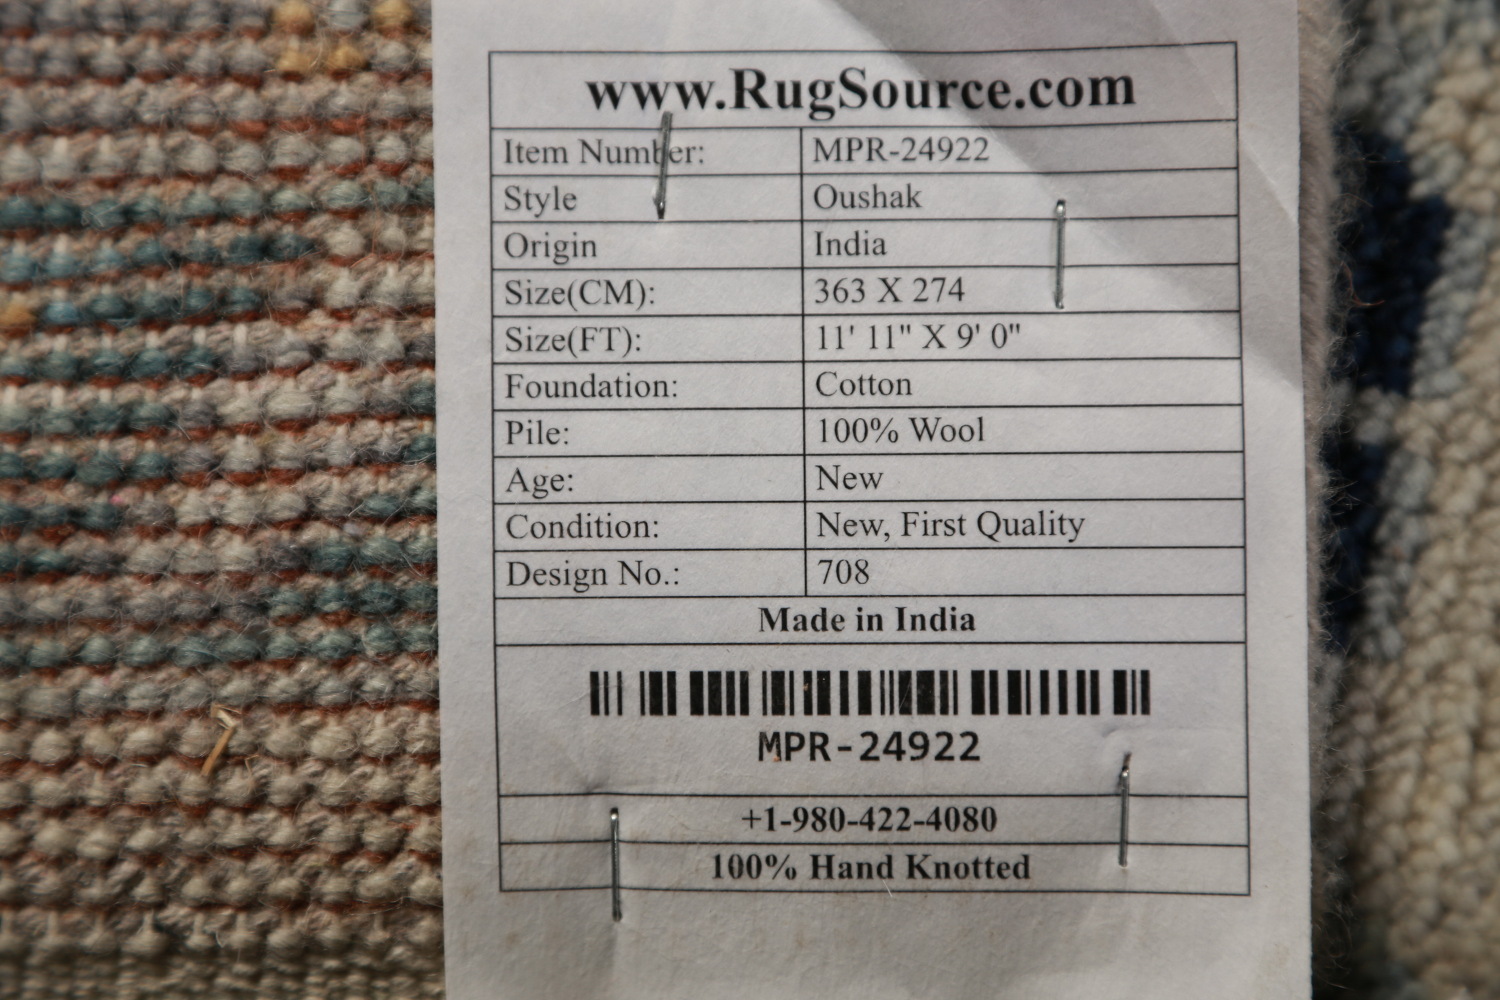 www.RugSource.com
Item Number: MPR-24922
Style Oushak
Origin India
Size(CM): 363 X 274
Size(FT): 11' 11" X 9' 0"
Foundation: Cotton
Pile: 100% Wool
Age: New
Condition: New, First Quality
Design No.: 708
Made in India
MPR-24922
+1-980-422-4080
100% Hand Knotted